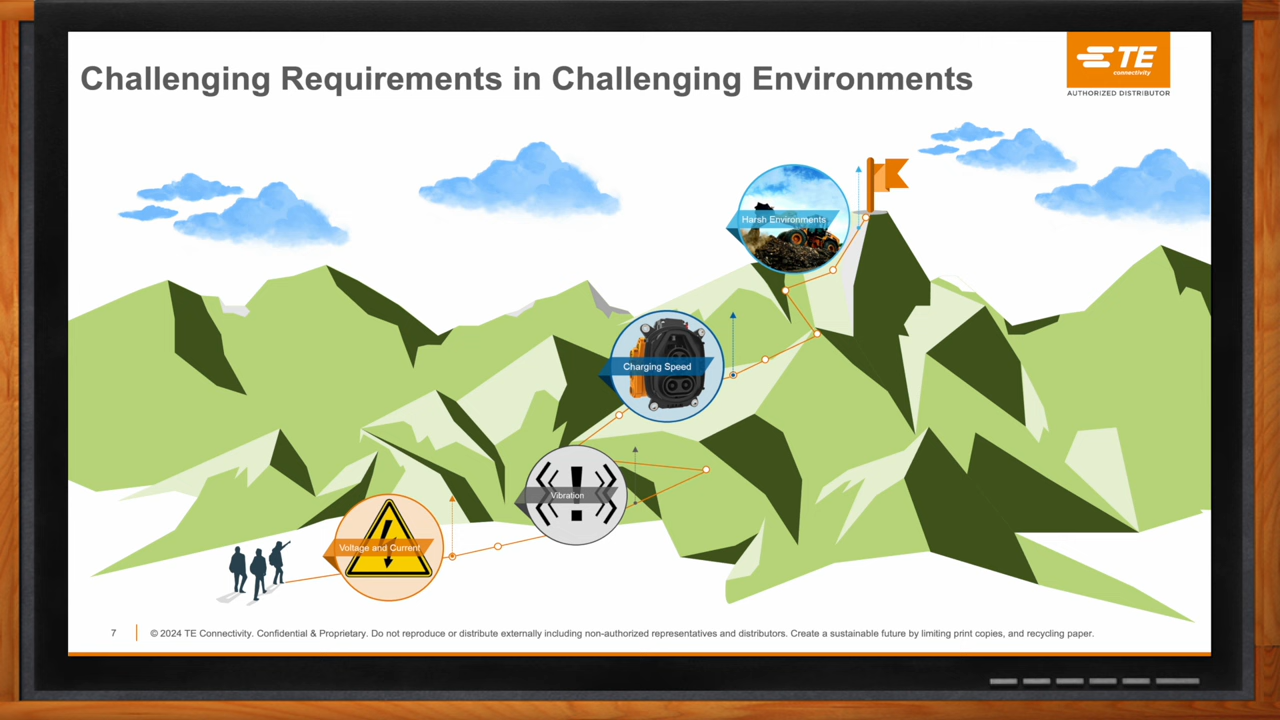 Challenging Requirements in Challenging Environments
TE
connectivity
AUTHORIZED DISTRIBUTOR
Harsh Environments
Charging Speed
Vibration
Voltage and Current
7
© 2024 TE Connectivity. Confidential & Proprietary. Do not reproduce or distribute externally including non-authorized representatives and distributors. Create a sustainable future by limiting print copies, and recycling paper.